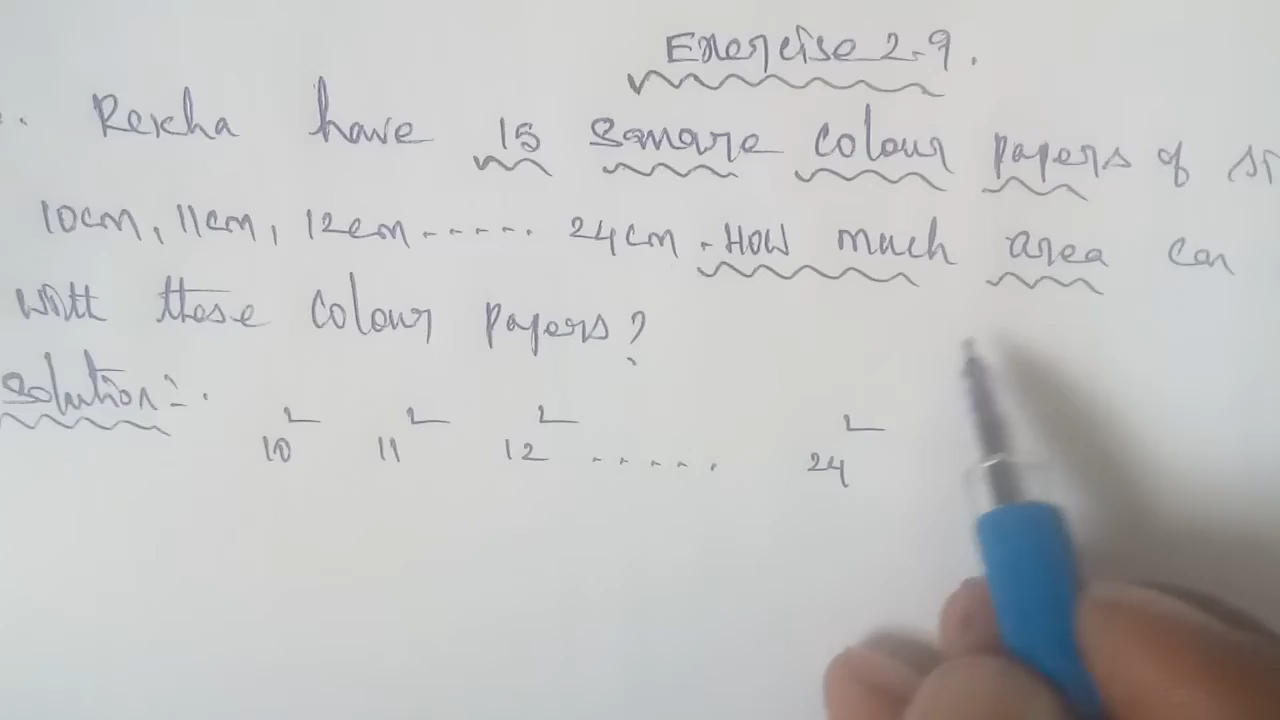 Exercise 2.9.
Rekha have 15 square colour papers of
10cm, 11cm, 12cm...... 24cm. How much area can
with these colour papers?
Solution:-
10² 11² 12² ..... 24²